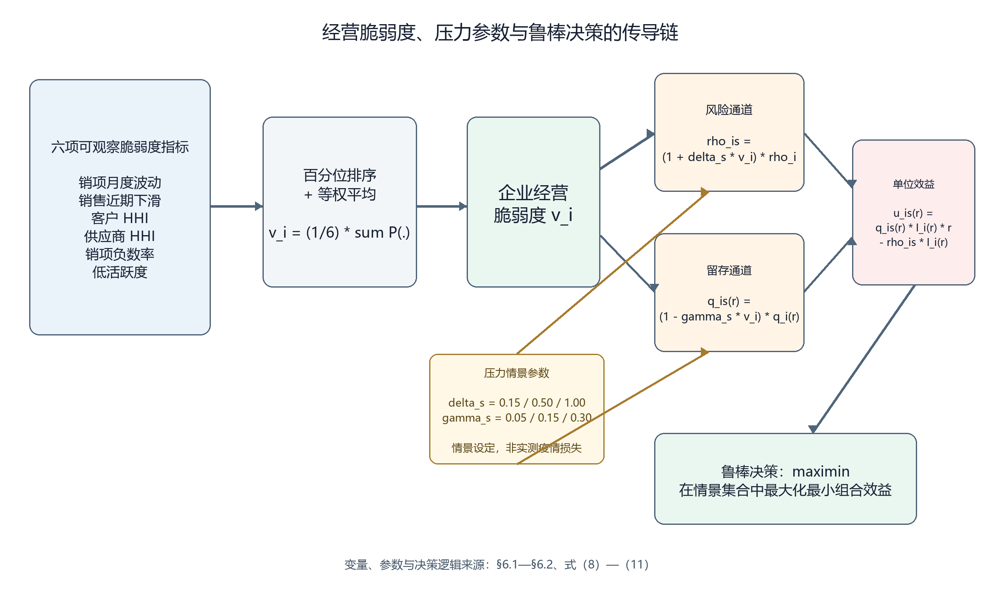 经营脆弱度、压力参数与鲁棒决策的传导链
六项可观察脆弱度指标
销项月度波动
销售近期下滑
客户 HHI
供应商 HHI
销项负数率
低活跃度
百分位排序
+ 等权平均
v_i = (1/6) * sum P(.)
企业经营
脆弱度 v_i
风险通道
rho_is =
(1 + delta_s * v_i) * rho_i
留存通道
q_is(r) =
(1 - gamma_s * v_i) * q_i(r)
单位效益
u_is(r) =
q_is(r) * l_i(r) * r
- rho_is * l_i(r)
压力情景参数
delta_s = 0.15 / 0.50 / 1.00
gamma_s = 0.05 / 0.15 / 0.30
情景设定，非实测疫情损失
鲁棒决策：maximin
在情景集合中最大化最小组合效益
变量、参数与决策逻辑来源：§6.1—§6.2、式（8）—（11）